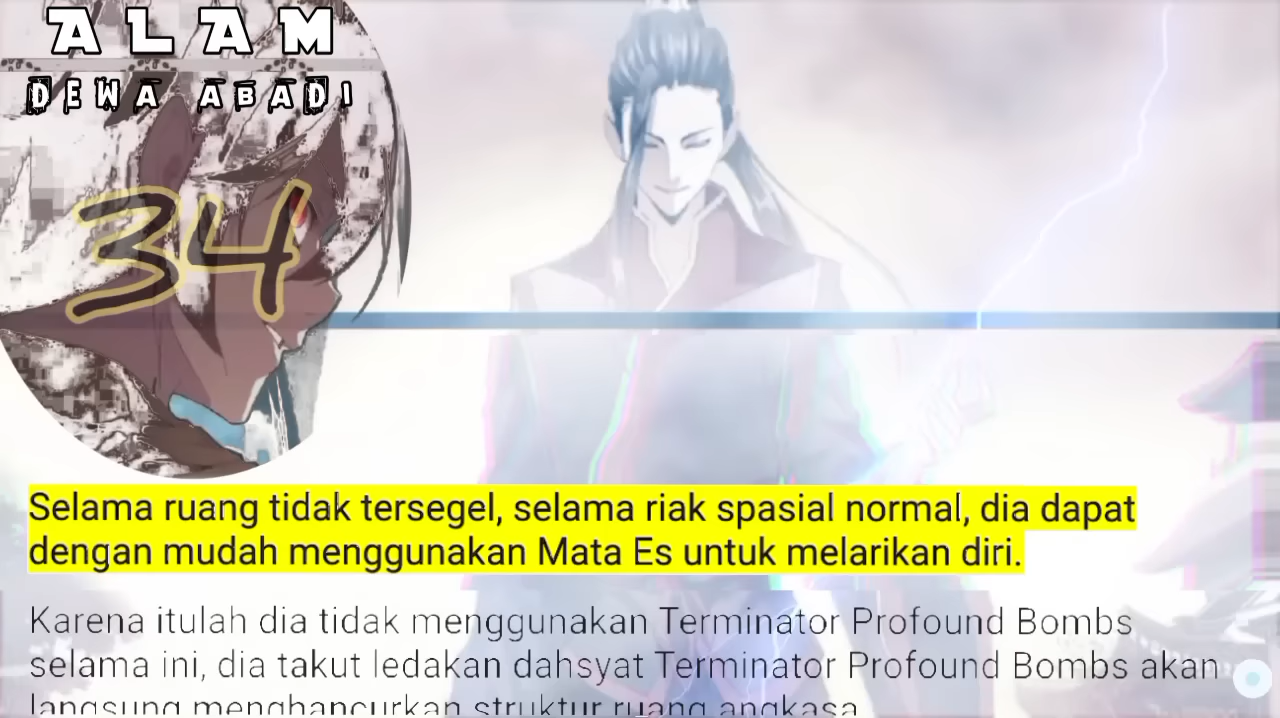 ALAM
DEWA ABADI
34
Selama ruang tidak tersegel, selama riak spasial normal, dia dapat
dengan mudah menggunakan Mata Es untuk melarikan diri.
Karena itulah dia tidak menggunakan Terminator Profound Bombs
selama ini, dia takut ledakan dahsyat Terminator Profound Bombs akan
langsung menghancurkan struktur ruang angkasa